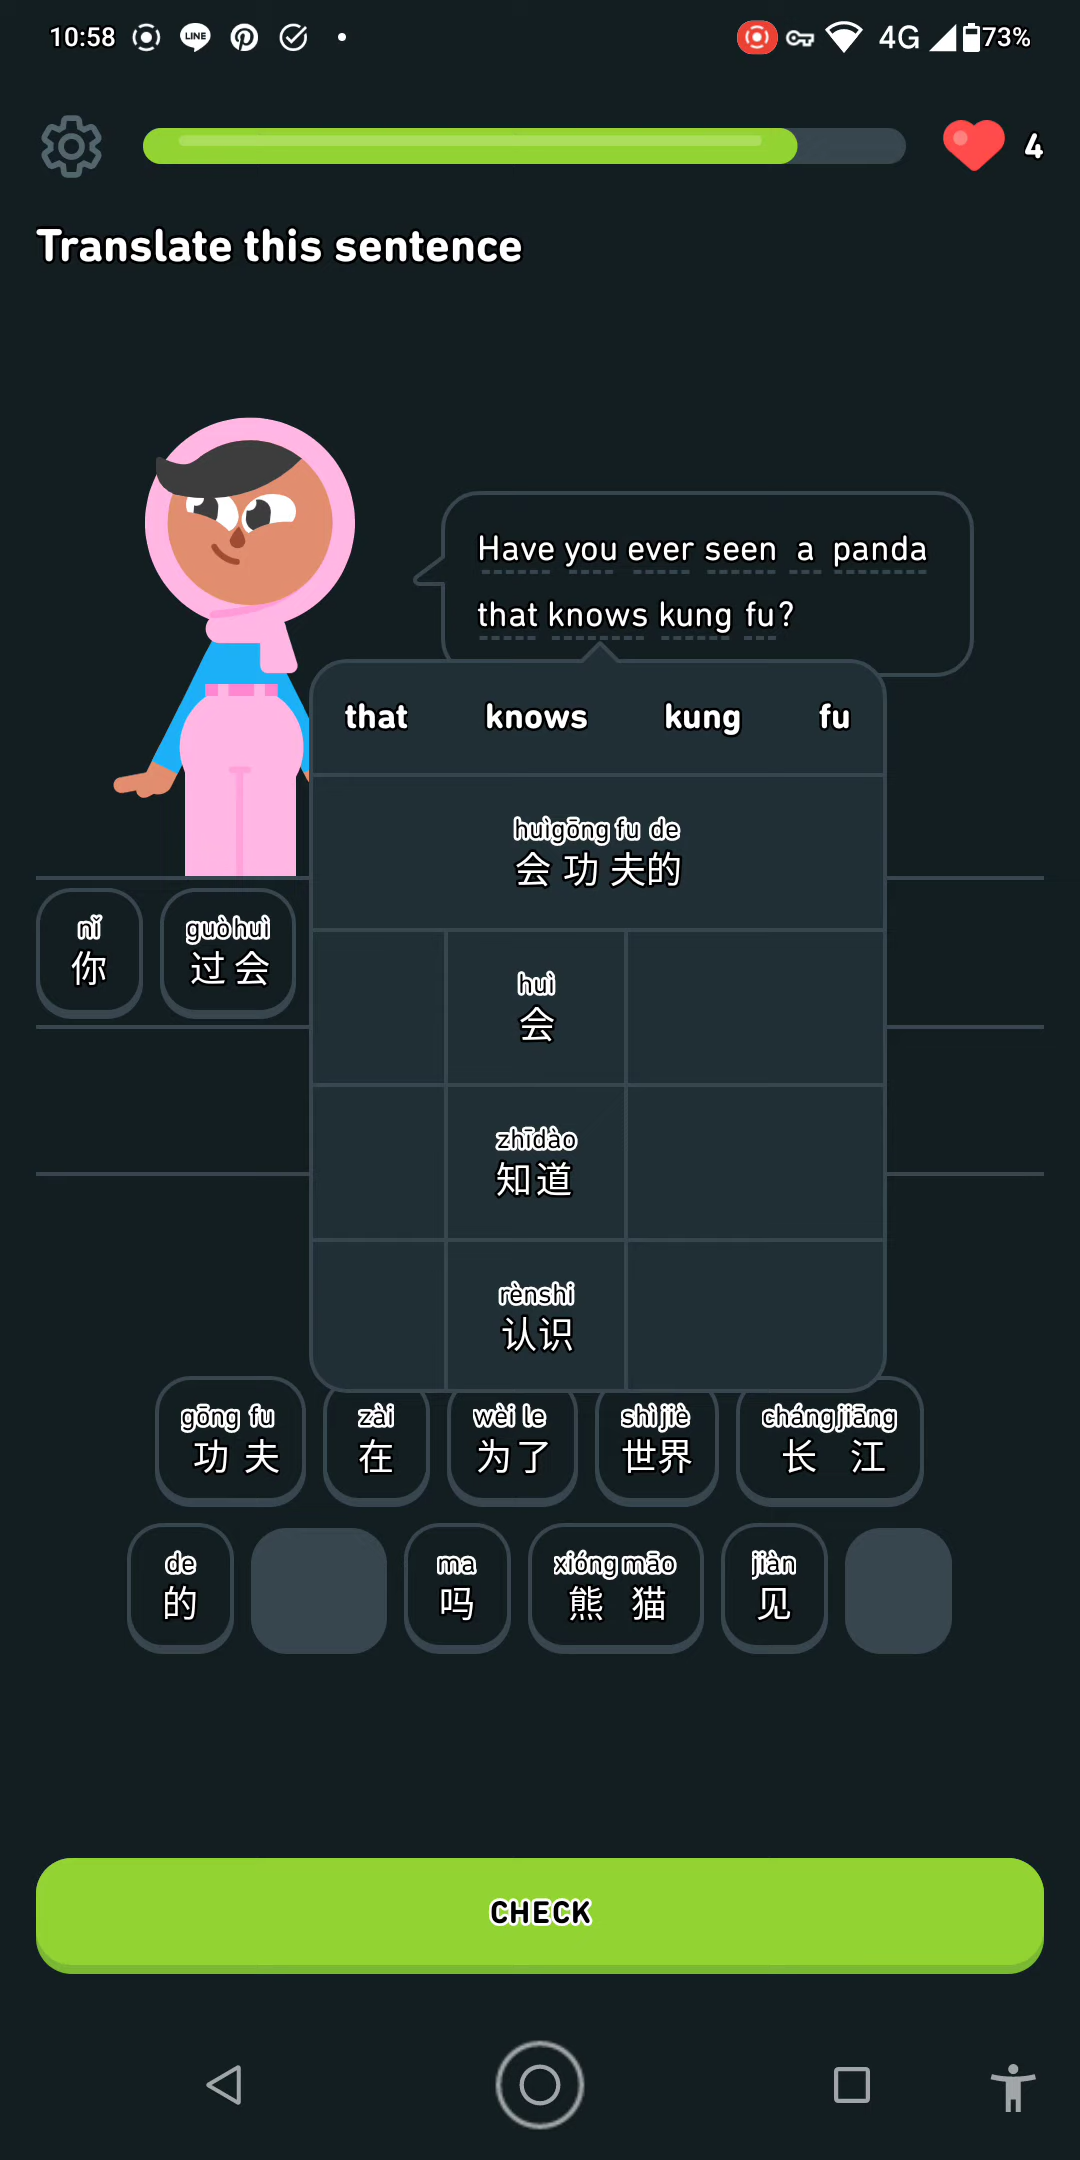 10:58 LINE 4G 73%
4
Translate this sentence
Have you ever seen a panda
that knows kung fu?
that knows kung fu
huìgōng fu de
会功夫的
nǐ guòhuì
你 过会
huì
会
zhīdào
知道
rènshi
认识
gōng fu zài wèi le shìjiè chángjiāng
功夫 在 为了 世界 长江
de ma xióngmāo jiàn
的 吗 熊猫 见
CHECK